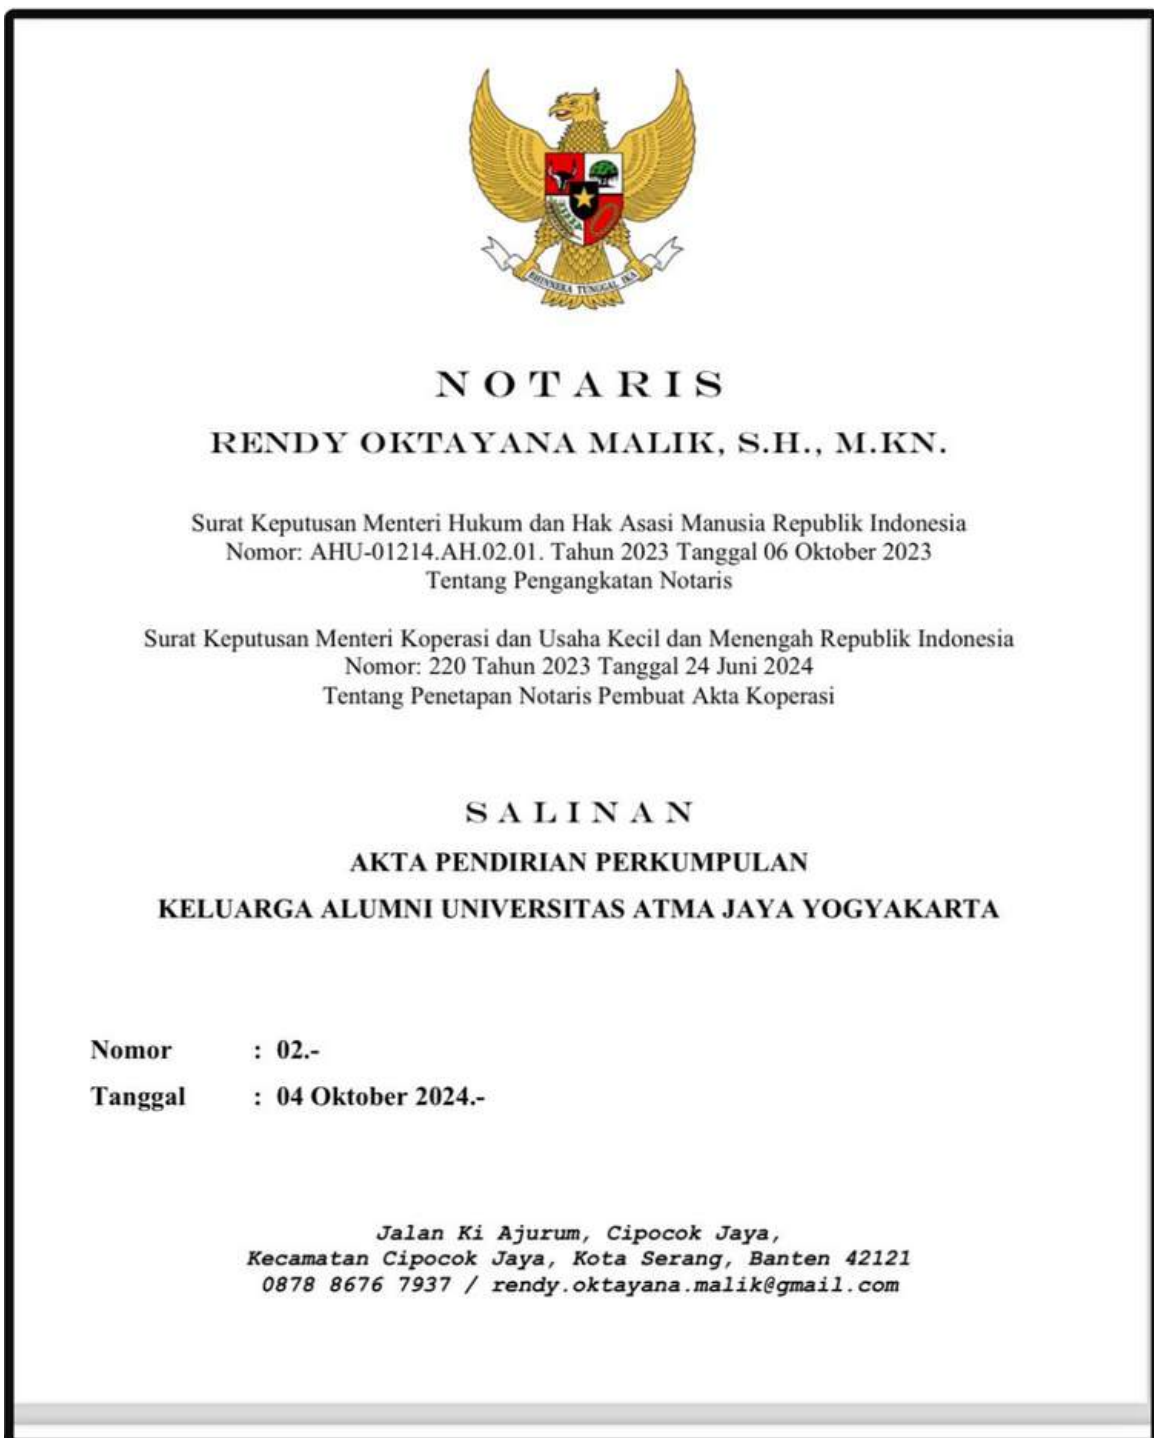 BHINNEKA TUNGGAL IKA
NOTARIS
RENDY OKTAYANA MALIK, S.H., M.KN.
Surat Keputusan Menteri Hukum dan Hak Asasi Manusia Republik Indonesia
Nomor: AHU-01214.AH.02.01. Tahun 2023 Tanggal 06 Oktober 2023
Tentang Pengangkatan Notaris
Surat Keputusan Menteri Koperasi dan Usaha Kecil dan Menengah Republik Indonesia
Nomor: 220 Tahun 2023 Tanggal 24 Juni 2024
Tentang Penetapan Notaris Pembuat Akta Koperasi
SALINAN
AKTA PENDIRIAN PERKUMPULAN
KELUARGA ALUMNI UNIVERSITAS ATMA JAYA YOGYAKARTA
Nomor : 02.-
Tanggal : 04 Oktober 2024.-
Jalan Ki Ajurum, Cipocok Jaya,
Kecamatan Cipocok Jaya, Kota Serang, Banten 42121
0878 8676 7937 / rendy.oktayana.malik@gmail.com